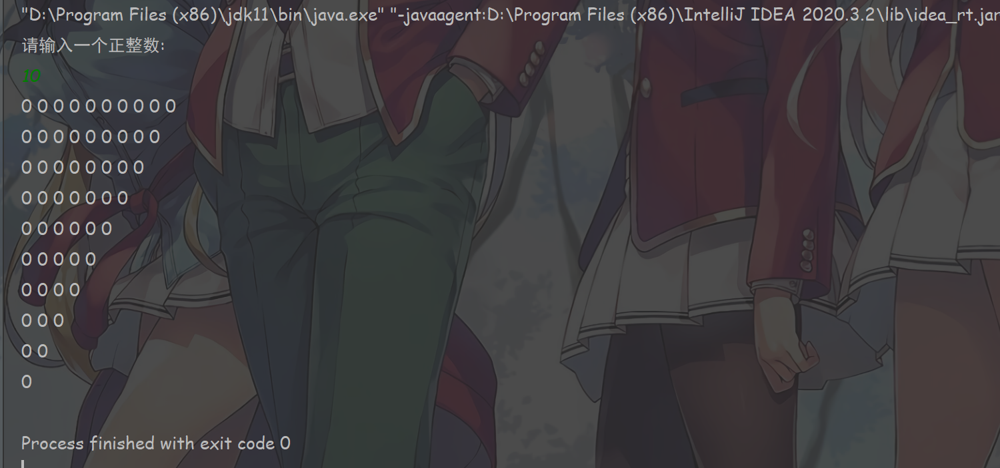 "D:\Program Files (x86)\jdk11\bin\java.exe" "-javaagent:D:\Program Files (x86)\IntelliJ IDEA 2020.3.2\lib\idea_rt.jar
请输入一个正整数:
10
0 0 0 0 0 0 0 0 0 0
0 0 0 0 0 0 0 0 0
0 0 0 0 0 0 0 0
0 0 0 0 0 0 0
0 0 0 0 0 0
0 0 0 0 0
0 0 0 0
0 0 0
0 0
0
Process finished with exit code 0